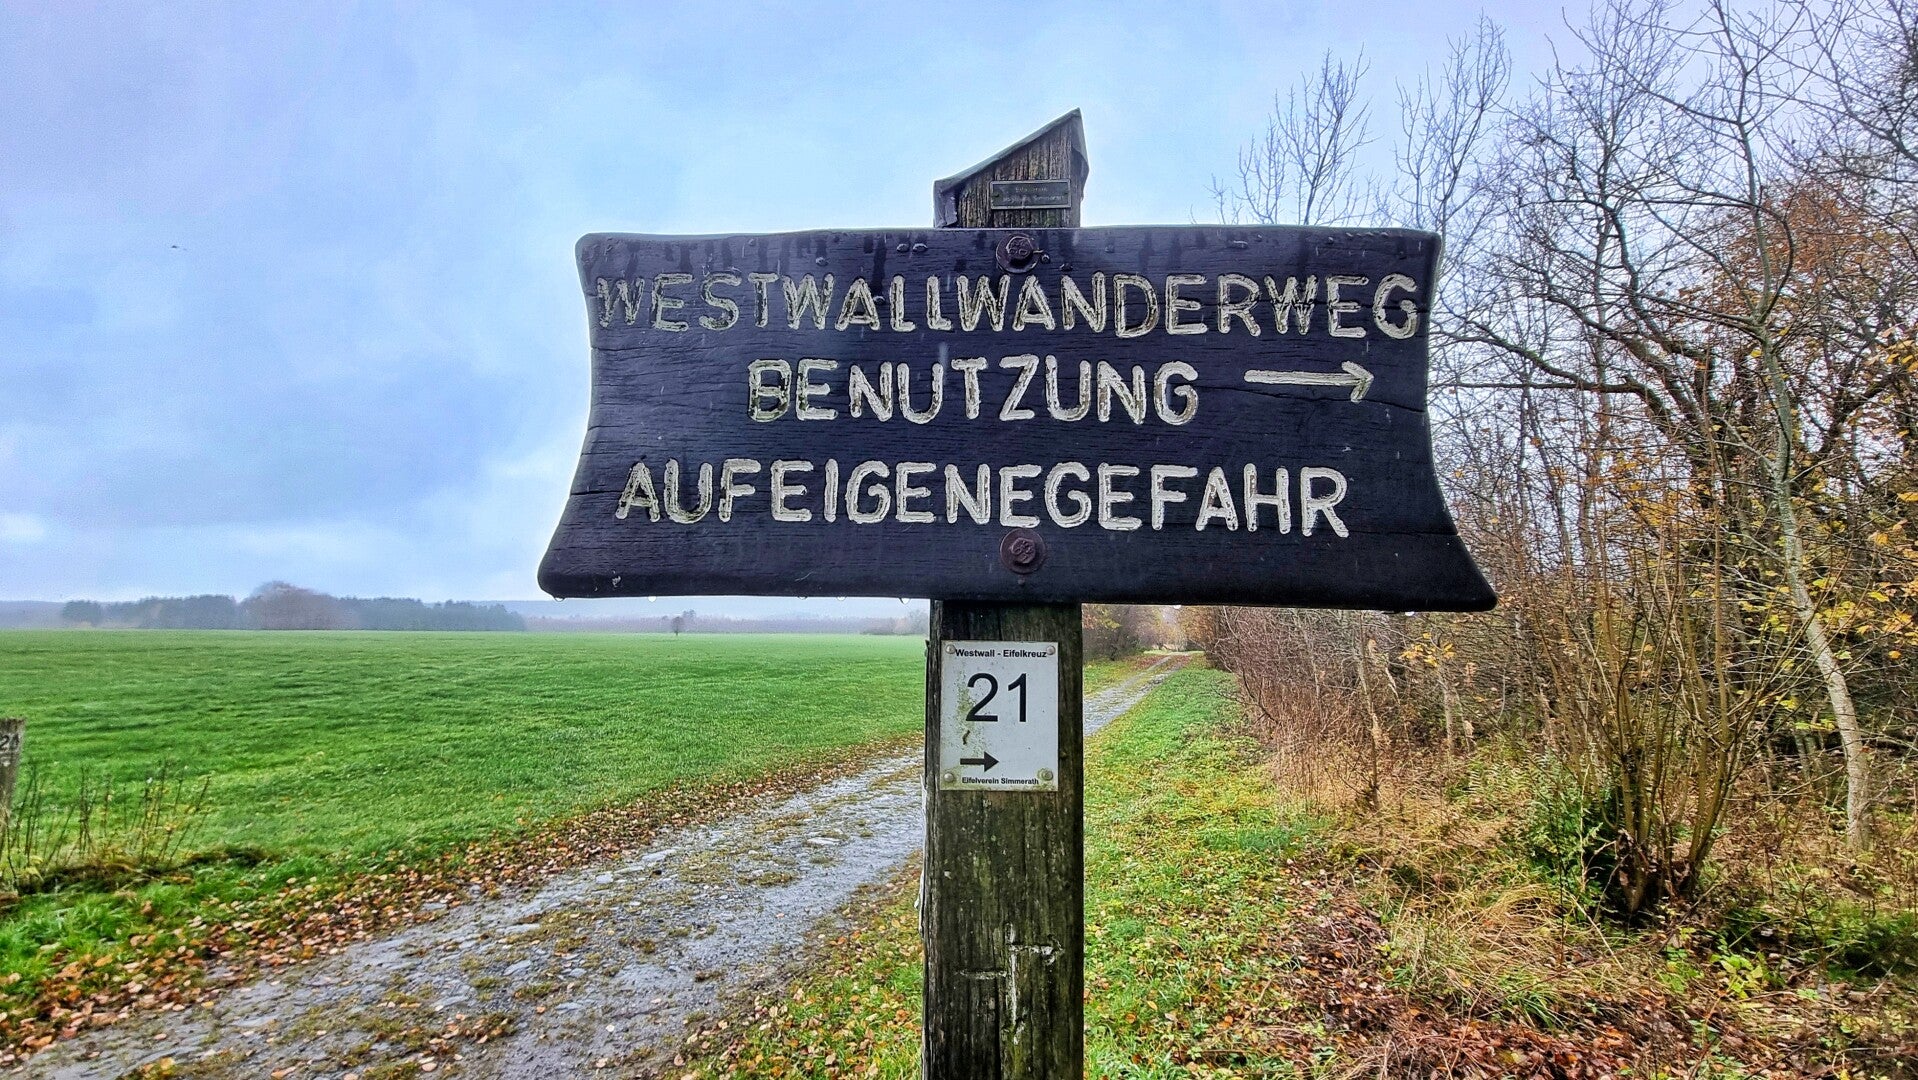 WESTWALLWANDERWEG
BENUTZUNG →
AUFEIGENEGEFAHR
Westwall - Eifelkreuz
21
→
Eifelverein Simmerath